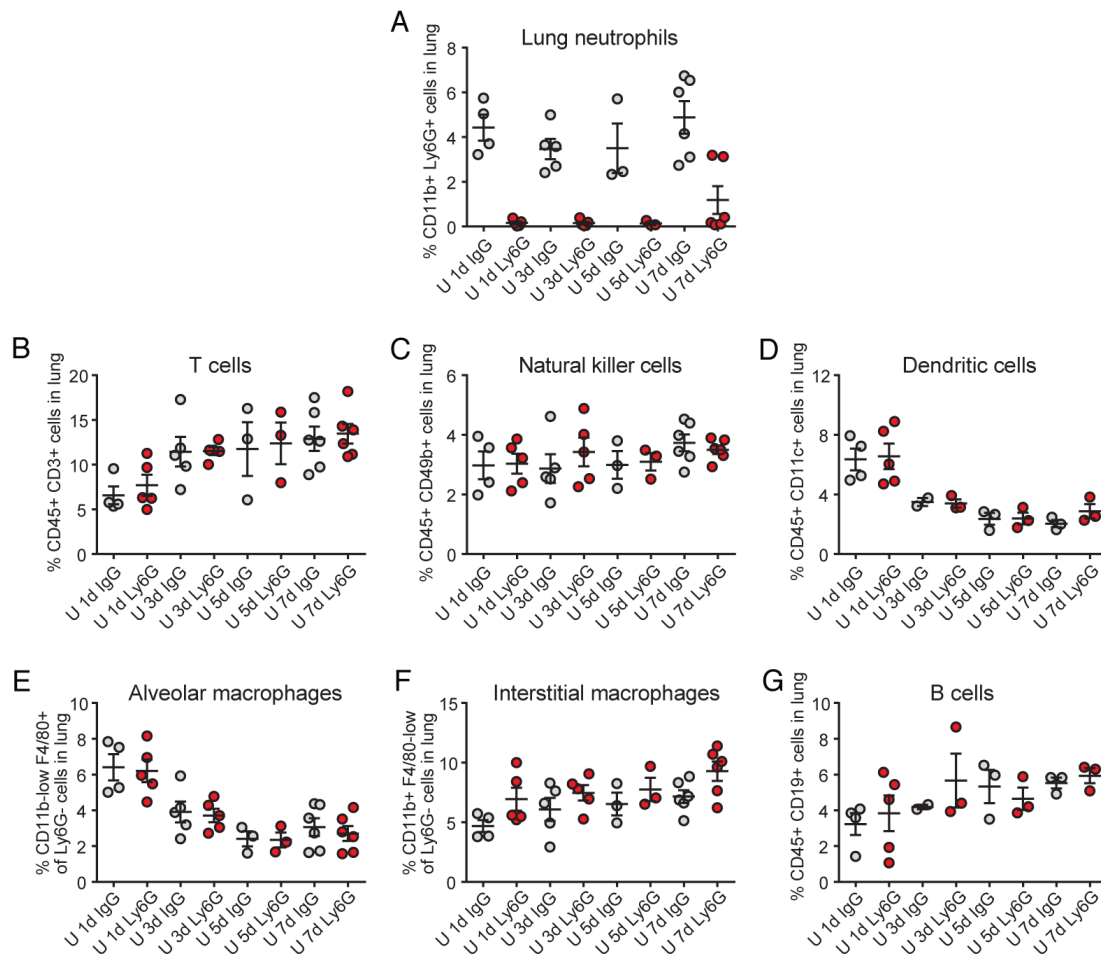 A
Lung neutrophils
% CD11b+ Ly6G+ cells in lung
8
6
4
2
0
U 1d IgG
U 1d Ly6G
U 3d IgG
U 3d Ly6G
U 5d IgG
U 5d Ly6G
U 7d IgG
U 7d Ly6G
B
T cells
% CD45+ CD3+ cells in lung
20
15
10
5
0
U 1d IgG
U 1d Ly6G
U 3d IgG
U 3d Ly6G
U 5d IgG
U 5d Ly6G
U 7d IgG
U 7d Ly6G
C
Natural killer cells
% CD45+ CD49b+ cells in lung
6
4
2
0
U 1d IgG
U 1d Ly6G
U 3d IgG
U 3d Ly6G
U 5d IgG
U 5d Ly6G
U 7d IgG
U 7d Ly6G
D
Dendritic cells
% CD45+ CD11c+ cells in lung
12
8
4
0
U 1d IgG
U 1d Ly6G
U 3d IgG
U 3d Ly6G
U 5d IgG
U 5d Ly6G
U 7d IgG
U 7d Ly6G
E
Alveolar macrophages
% CD11b-low F4/80+
of Ly6G- cells in lung
10
8
6
4
2
0
U 1d IgG
U 1d Ly6G
U 3d IgG
U 3d Ly6G
U 5d IgG
U 5d Ly6G
U 7d IgG
U 7d Ly6G
F
Interstitial macrophages
% CD11b+ F4/80-low
of Ly6G- cells in lung
15
10
5
0
U 1d IgG
U 1d Ly6G
U 3d IgG
U 3d Ly6G
U 5d IgG
U 5d Ly6G
U 7d IgG
U 7d Ly6G
G
B cells
% CD45+ CD19+ cells in lung
10
8
6
4
2
0
U 1d IgG
U 1d Ly6G
U 3d IgG
U 3d Ly6G
U 5d IgG
U 5d Ly6G
U 7d IgG
U 7d Ly6G